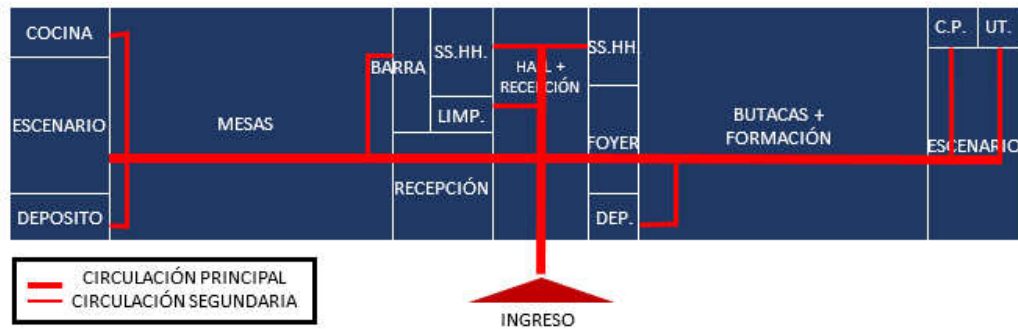 COCINA
ESCENARIO
DEPOSITO
MESAS
BARRA
SS.HH.
LIMP.
RECEPCIÓN
HALL +
RECEPCIÓN
SS.HH.
FOYER
DEP.
BUTACAS +
FORMACIÓN
C.P.
UT.
ESCENARIO
CIRCULACIÓN PRINCIPAL
CIRCULACIÓN SEGUNDARIA
INGRESO